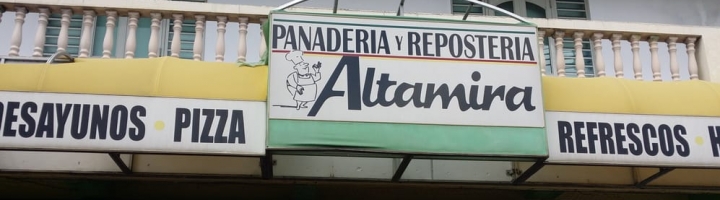 PANADERIA Y REPOSTERIA
Altamira
DESAYUNOS • PIZZA
REFRESCOS •